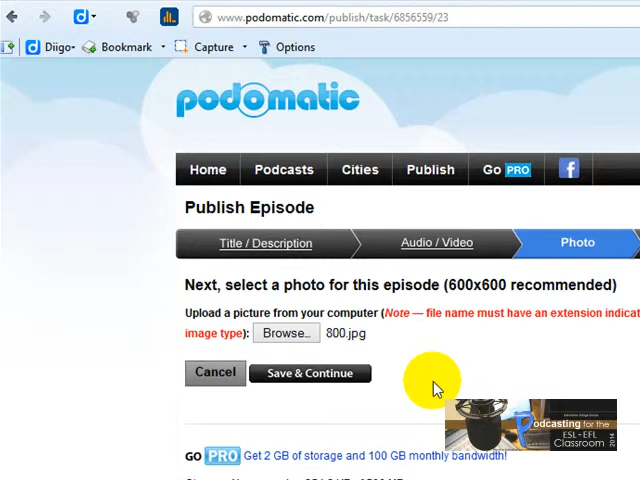 www.podomatic.com/publish/task/6856559/23
Diigo Bookmark Capture Options
podomatic
Home Podcasts Cities Publish Go PRO f
Publish Episode
Title / Description Audio / Video Photo
Next, select a photo for this episode (600x600 recommended)
Upload a picture from your computer (Note — file name must have an extension indicat
image type): Browse... 800.jpg
Cancel Save & Continue
Podcasting for the
ESL-EFL
Classroom 2014
GO PRO Get 2 GB of storage and 100 GB monthly bandwidth!